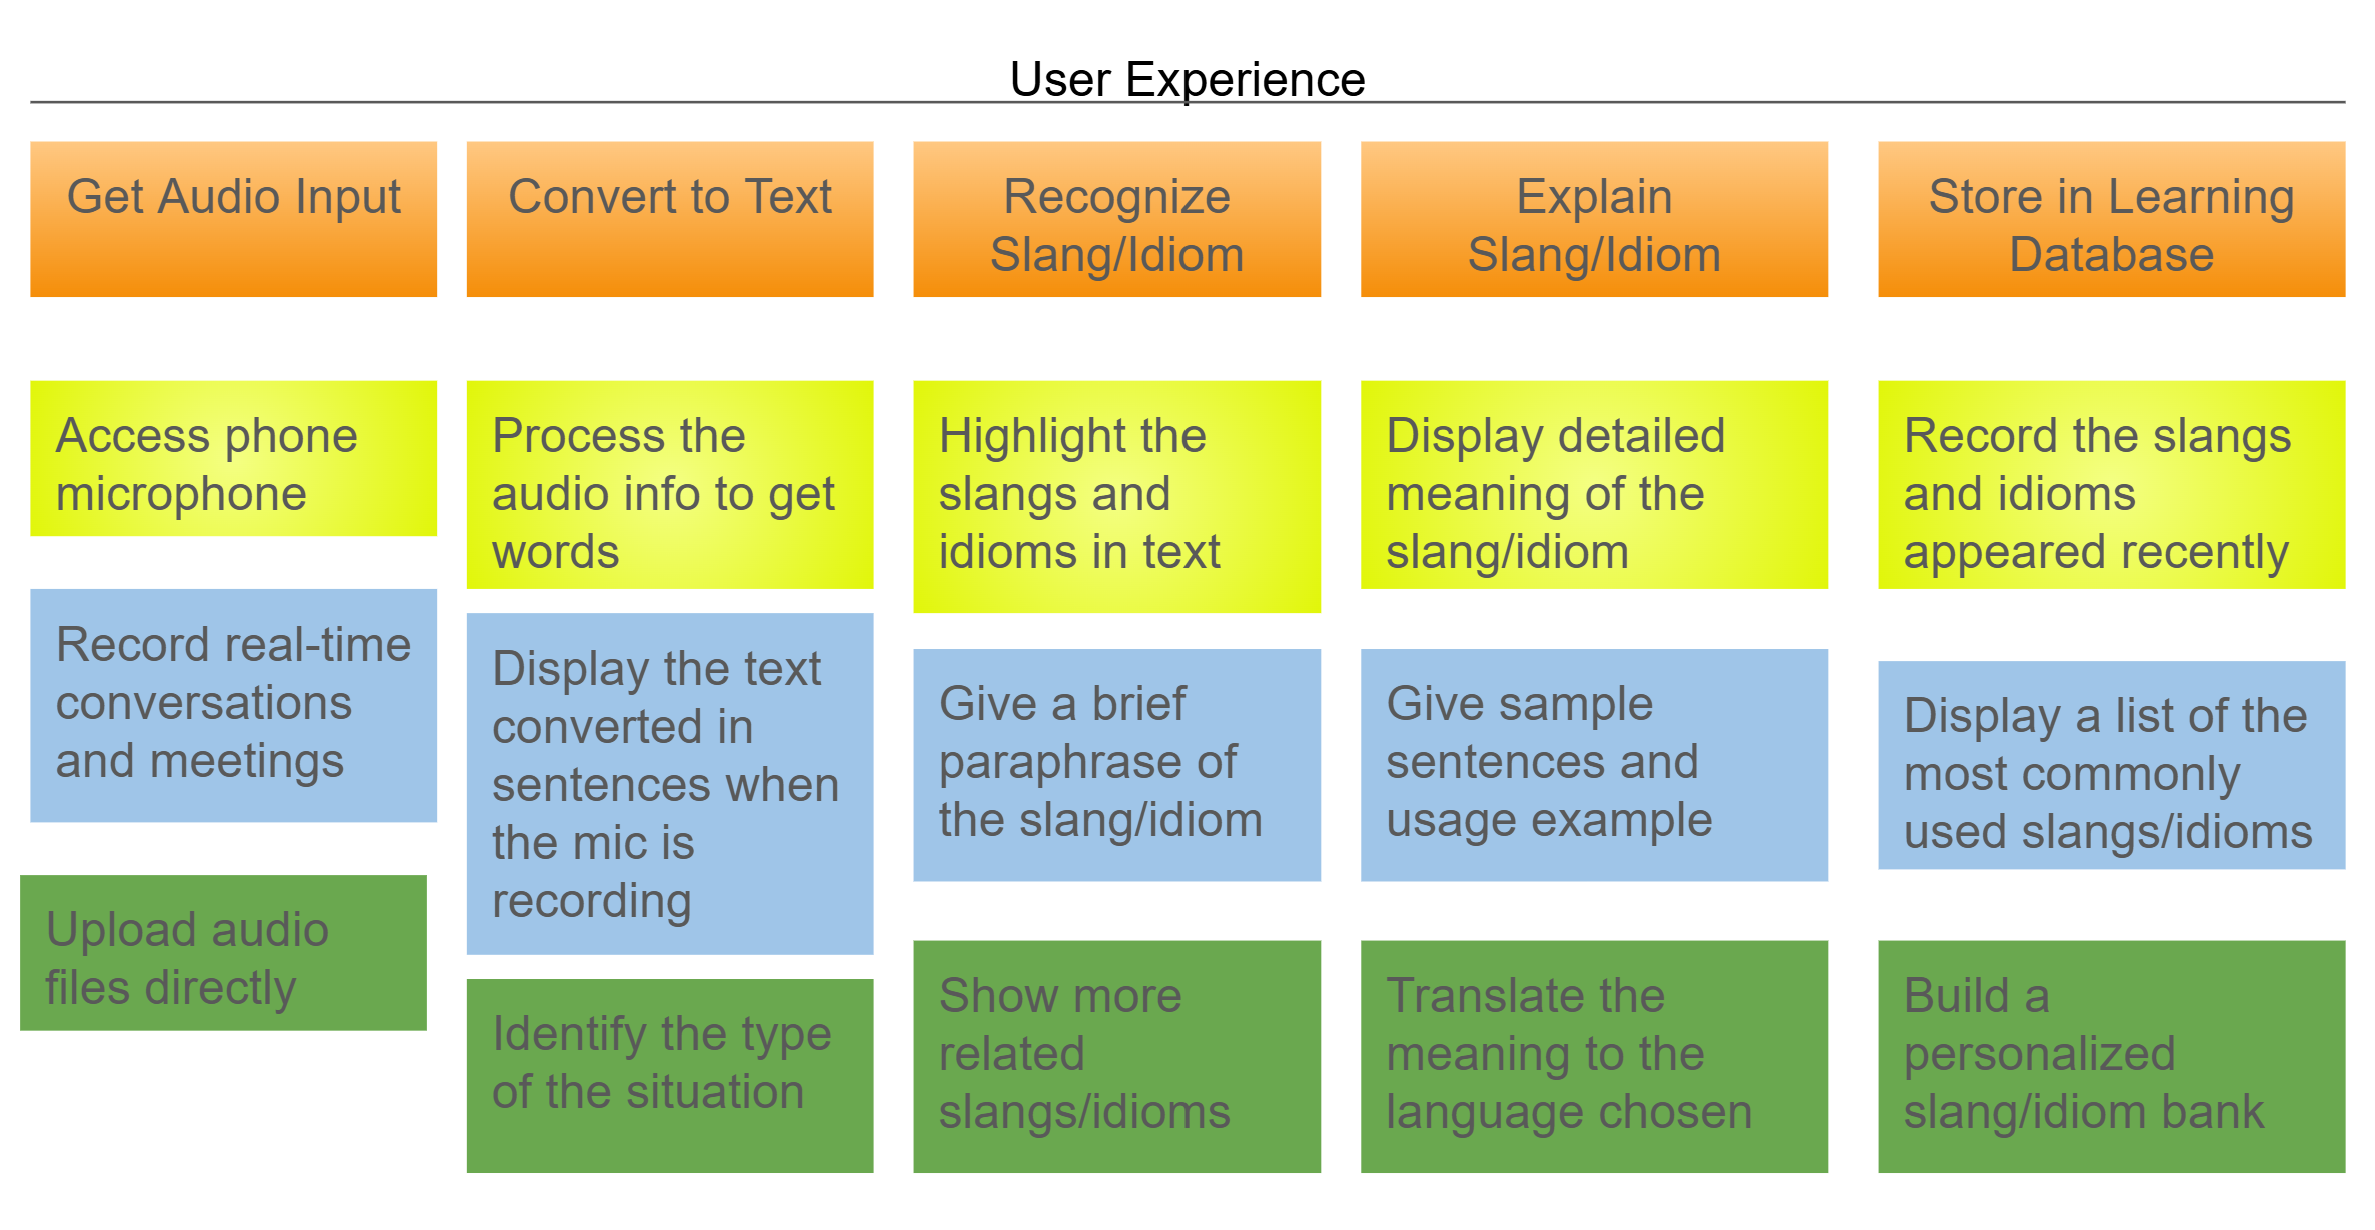 User Experience
Get Audio Input
Convert to Text
Recognize
Slang/Idiom
Explain
Slang/Idiom
Store in Learning
Database
Access phone
microphone
Process the
audio info to get
words
Highlight the
slangs and
idioms in text
Display detailed
meaning of the
slang/idiom
Record the slangs
and idioms
appeared recently
Record real-time
conversations
and meetings
Display the text
converted in
sentences when
the mic is
recording
Give a brief
paraphrase of
the slang/idiom
Give sample
sentences and
usage example
Display a list of the
most commonly
used slangs/idioms
Upload audio
files directly
Identify the type
of the situation
Show more
related
slangs/idioms
Translate the
meaning to the
language chosen
Build a
personalized
slang/idiom bank